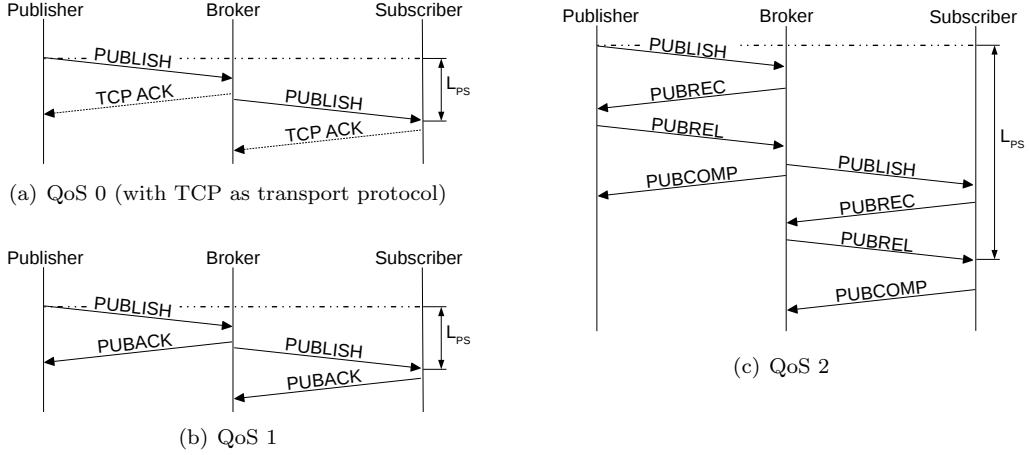 Publisher Broker Subscriber
PUBLISH
L_PS
TCP ACK
PUBLISH
TCP ACK
(a) QoS 0 (with TCP as transport protocol)
Publisher Broker Subscriber
PUBLISH
L_PS
PUBACK
PUBLISH
PUBACK
(b) QoS 1
Publisher Broker Subscriber
PUBLISH
PUBREC
PUBREL
L_PS
PUBLISH
PUBCOMP
PUBREC
PUBREL
PUBCOMP
(c) QoS 2